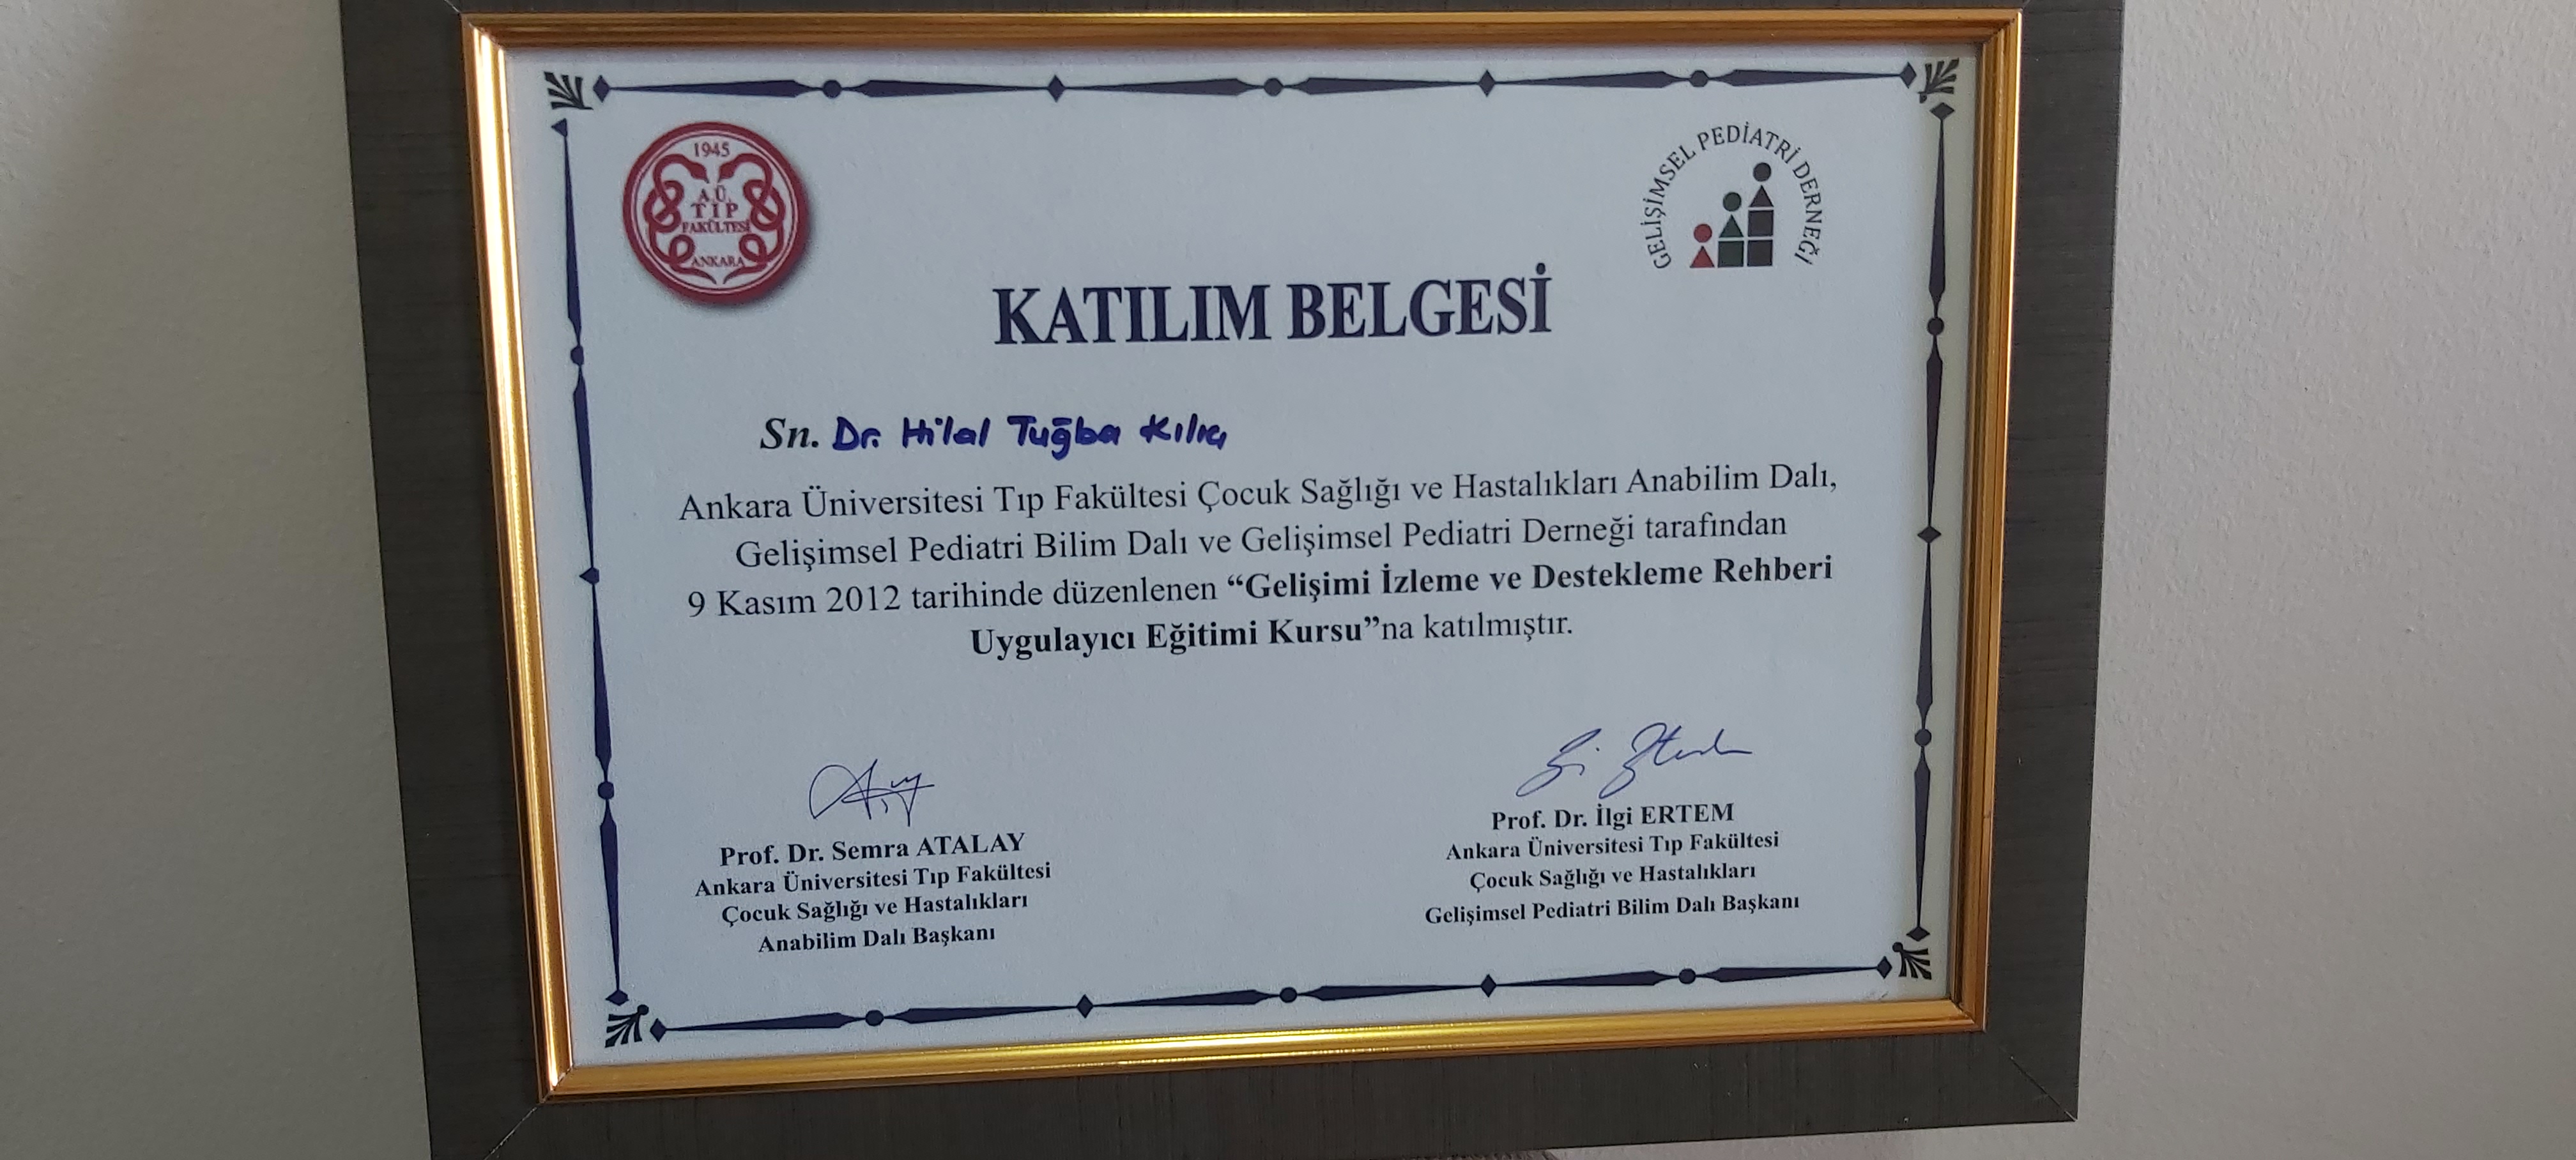 1945
A.Ü.
TIP
FAKÜLTESİ
ANKARA
GELİŞİMSEL PEDİATRİ DERNEĞİ
KATILIM BELGESİ
Sn. Dr. Hilal Tuğba Kılıç
Ankara Üniversitesi Tıp Fakültesi Çocuk Sağlığı ve Hastalıkları Anabilim Dalı,
Gelişimsel Pediatri Bilim Dalı ve Gelişimsel Pediatri Derneği tarafından
9 Kasım 2012 tarihinde düzenlenen “Gelişimi İzleme ve Destekleme Rehberi
Uygulayıcı Eğitimi Kursu”na katılmıştır.
Prof. Dr. Semra ATALAY
Ankara Üniversitesi Tıp Fakültesi
Çocuk Sağlığı ve Hastalıkları
Anabilim Dalı Başkanı
Prof. Dr. İlgi ERTEM
Ankara Üniversitesi Tıp Fakültesi
Çocuk Sağlığı ve Hastalıkları
Gelişimsel Pediatri Bilim Dalı Başkanı